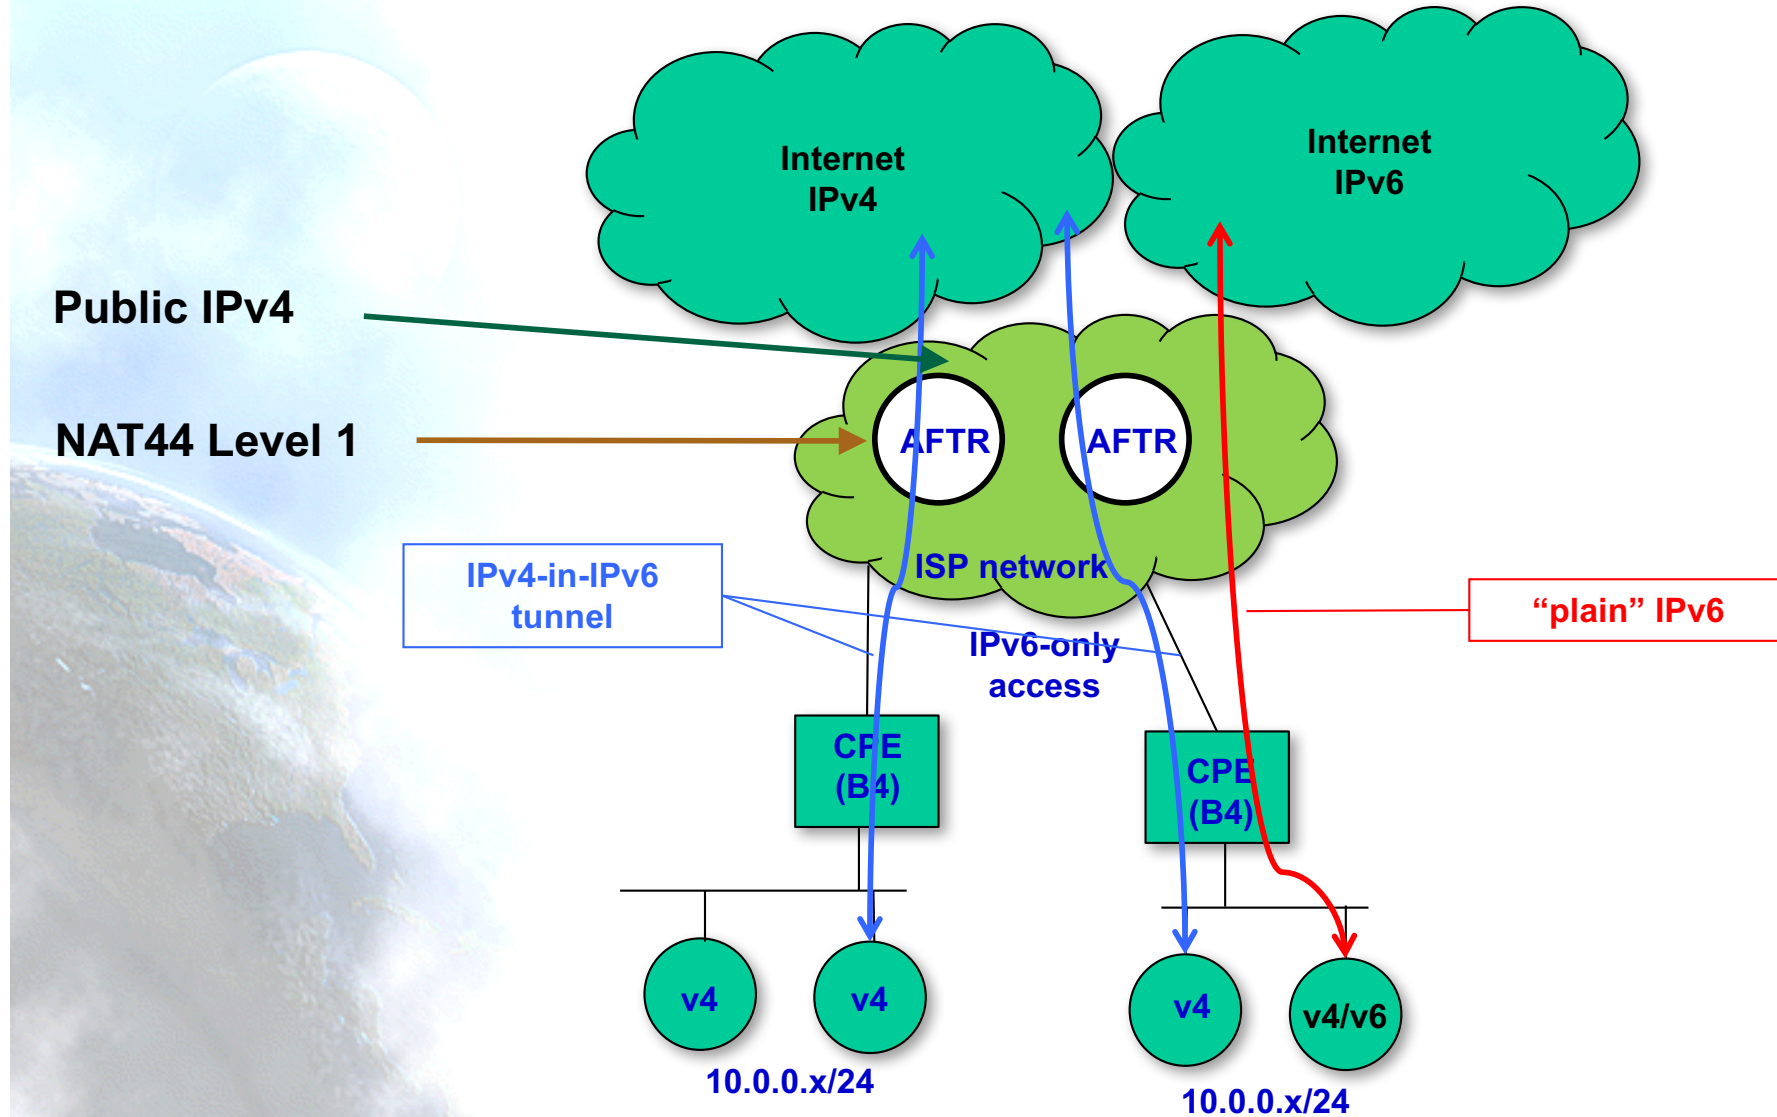 Internet
IPv4
Internet
IPv6
Public IPv4
NAT44 Level 1
AFTR
AFTR
ISP network
IPv4-in-IPv6
tunnel
“plain” IPv6
IPv6-only
access
CPE
(B4)
CPE
(B4)
v4
v4
v4
v4/v6
10.0.0.x/24
10.0.0.x/24